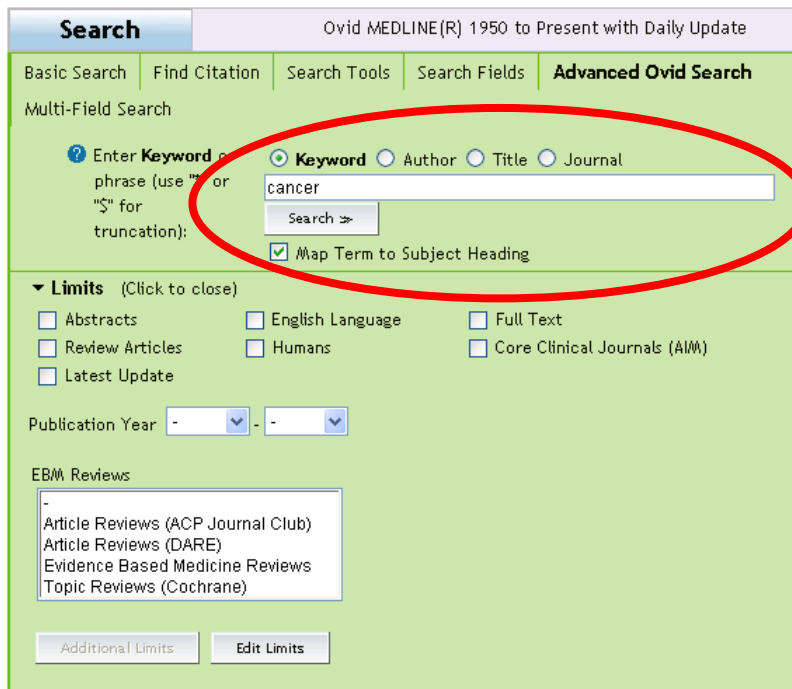 Search
Ovid MEDLINE(R) 1950 to Present with Daily Update
Basic Search Find Citation Search Tools Search Fields Advanced Ovid Search
Multi-Field Search
Enter Keyword
phrase (use "*" or
"$" for
truncation):
Keyword Author Title Journal
cancer
Search >>
Map Term to Subject Heading
Limits (Click to close)
Abstracts English Language Full Text
Review Articles Humans Core Clinical Journals (AIM)
Latest Update
Publication Year - - -
EBM Reviews
-
Article Reviews (ACP Journal Club)
Article Reviews (DARE)
Evidence Based Medicine Reviews
Topic Reviews (Cochrane)
Additional Limits Edit Limits